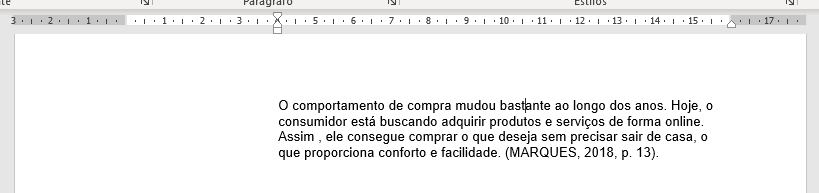 Parágrafo
Estilos
3 2 1 1 2 3 4 5 6 7 8 9 10 11 12 13 14 15 17
O comportamento de compra mudou bastante ao longo dos anos. Hoje, o
consumidor está buscando adquirir produtos e serviços de forma online.
Assim , ele consegue comprar o que deseja sem precisar sair de casa, o
que proporciona conforto e facilidade. (MARQUES, 2018, p. 13).